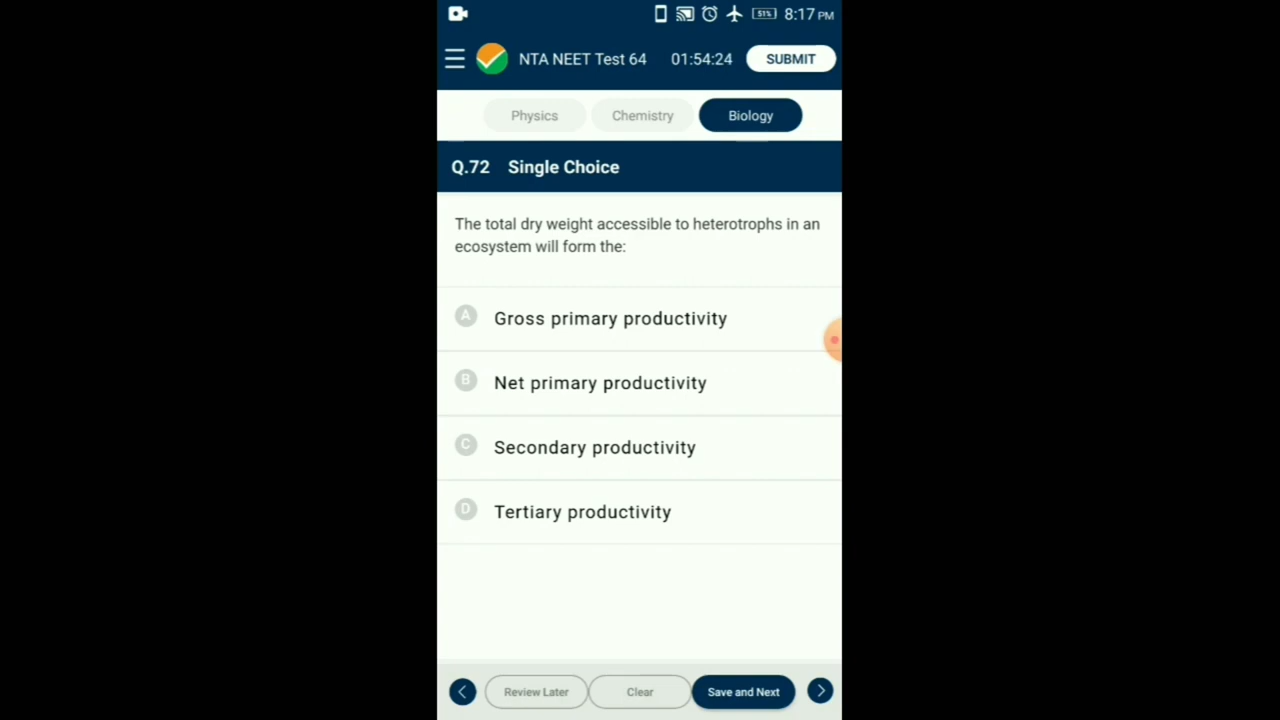 51% 8:17 PM
NTA NEET Test 64 01:54:24 SUBMIT
Physics Chemistry Biology
Q.72 Single Choice
The total dry weight accessible to heterotrophs in an
ecosystem will form the:
A Gross primary productivity
B Net primary productivity
C Secondary productivity
D Tertiary productivity
Review Later Clear Save and Next